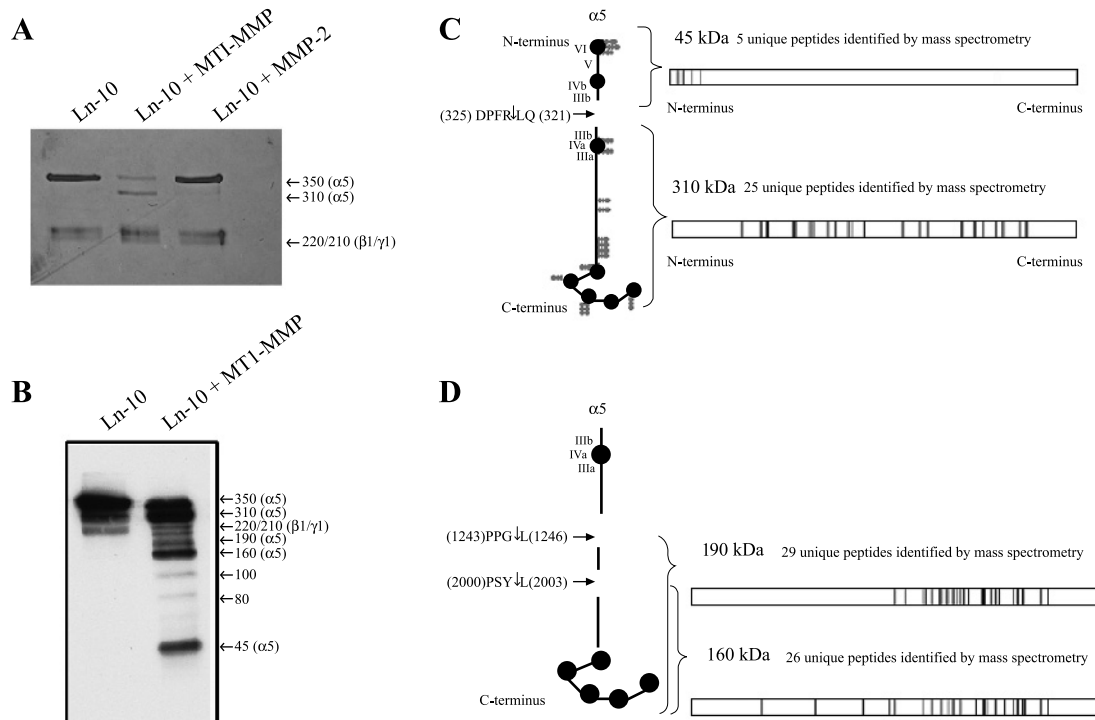 A
Ln-10
Ln-10 + MT1-MMP
Ln-10 + MMP-2
←350 (α5)
←310 (α5)
←220/210 (β1/γ1)
B
Ln-10
Ln-10 + MT1-MMP
←350 (α5)
←310 (α5)
←220/210 (β1/γ1)
←190 (α5)
←160 (α5)
←100
←80
←45 (α5)
C
α5
N-terminus
VI
V
IVb
IIIb
(325) DPFR↓LQ (321)→
IIIb
IVa
IIIa
C-terminus
45 kDa 5 unique peptides identified by mass spectrometry
N-terminus C-terminus
310 kDa 25 unique peptides identified by mass spectrometry
N-terminus C-terminus
D
α5
IIIb
IVa
IIIa
(1243)PPG↓L(1246)→
(2000)PSY↓L(2003)→
C-terminus
190 kDa 29 unique peptides identified by mass spectrometry
160 kDa 26 unique peptides identified by mass spectrometry